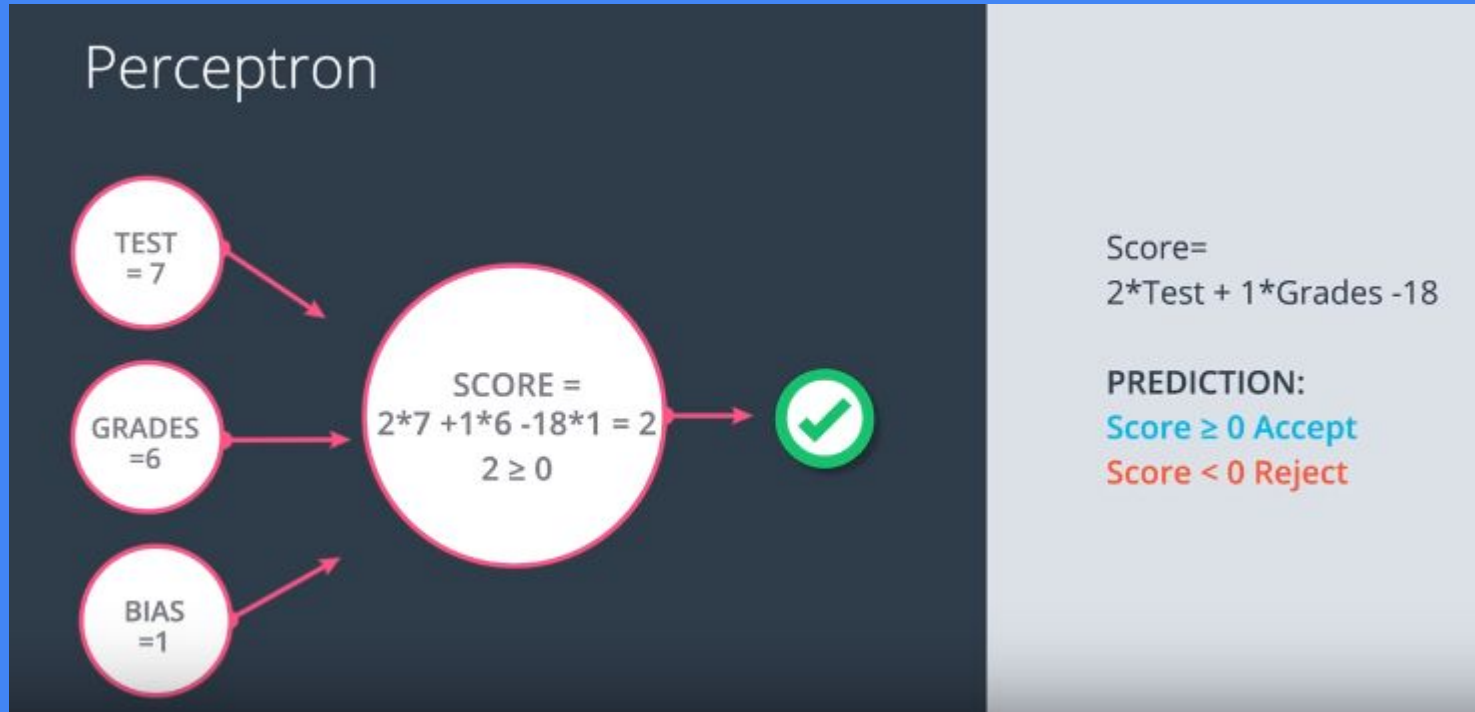 Perceptron
TEST
= 7
GRADES
=6
BIAS
=1
SCORE =
2*7 +1*6 -18*1 = 2
2 ≥ 0
Score=
2*Test + 1*Grades -18
PREDICTION:
Score ≥ 0 Accept
Score < 0 Reject